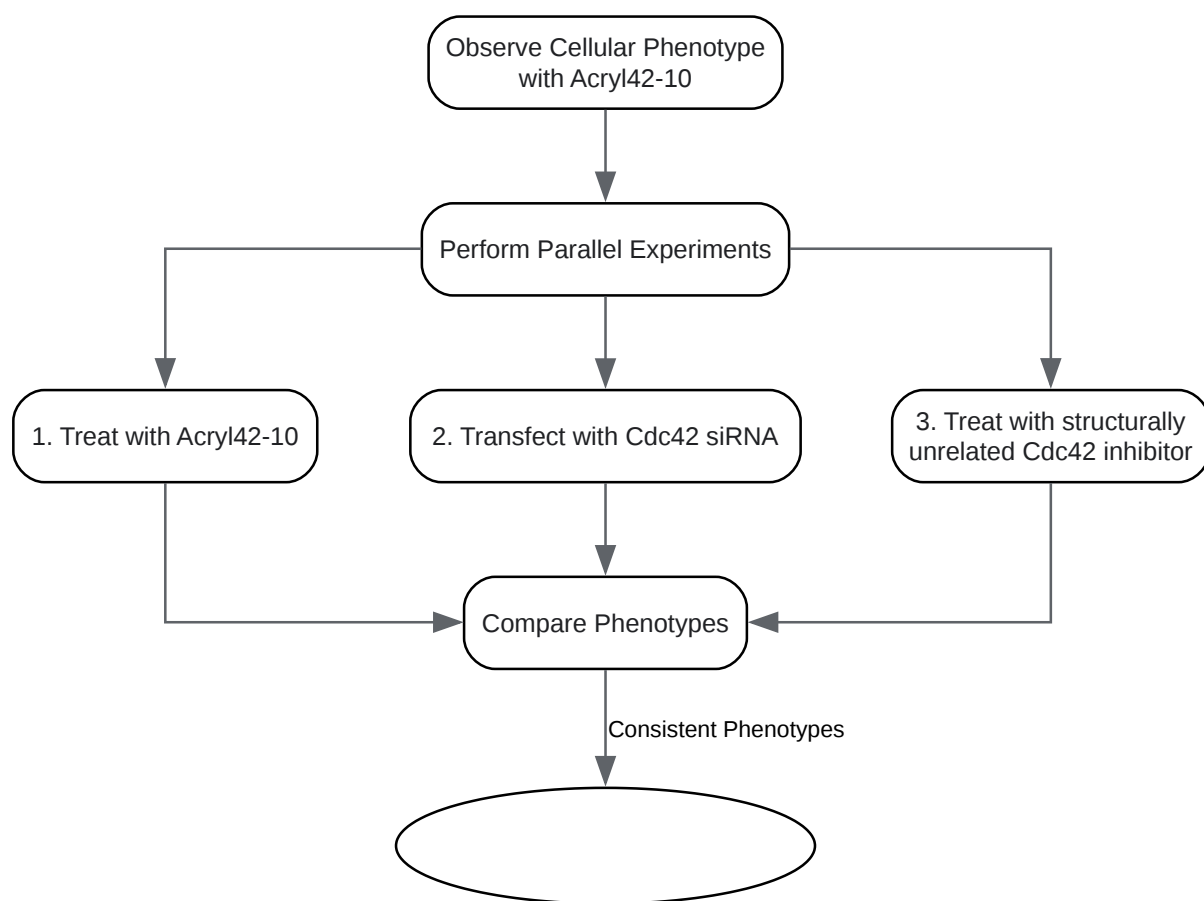 Observe Cellular Phenotype
with Acryl42-10
Perform Parallel Experiments
1. Treat with Acryl42-10
2. Transfect with Cdc42 siRNA
3. Treat with structurally
unrelated Cdc42 inhibitor
Compare Phenotypes
Consistent Phenotypes